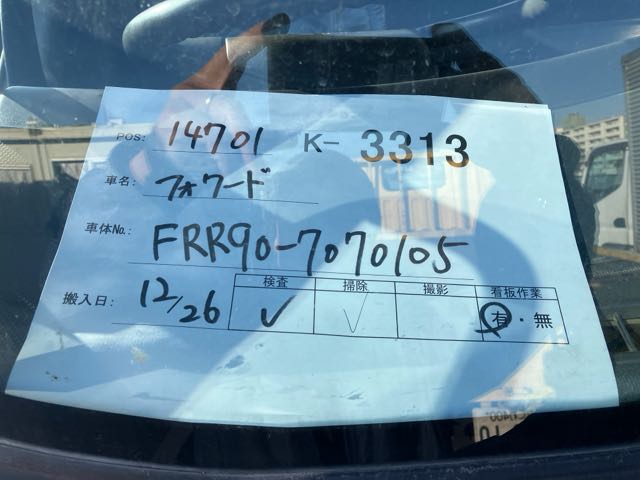 POS: 14701 K-3313
車名: フォワード
車体No.: FRR90-7070105
搬入日: 12/26
検査 掃除 撮影 看板作業
✓ ✓ 有・無